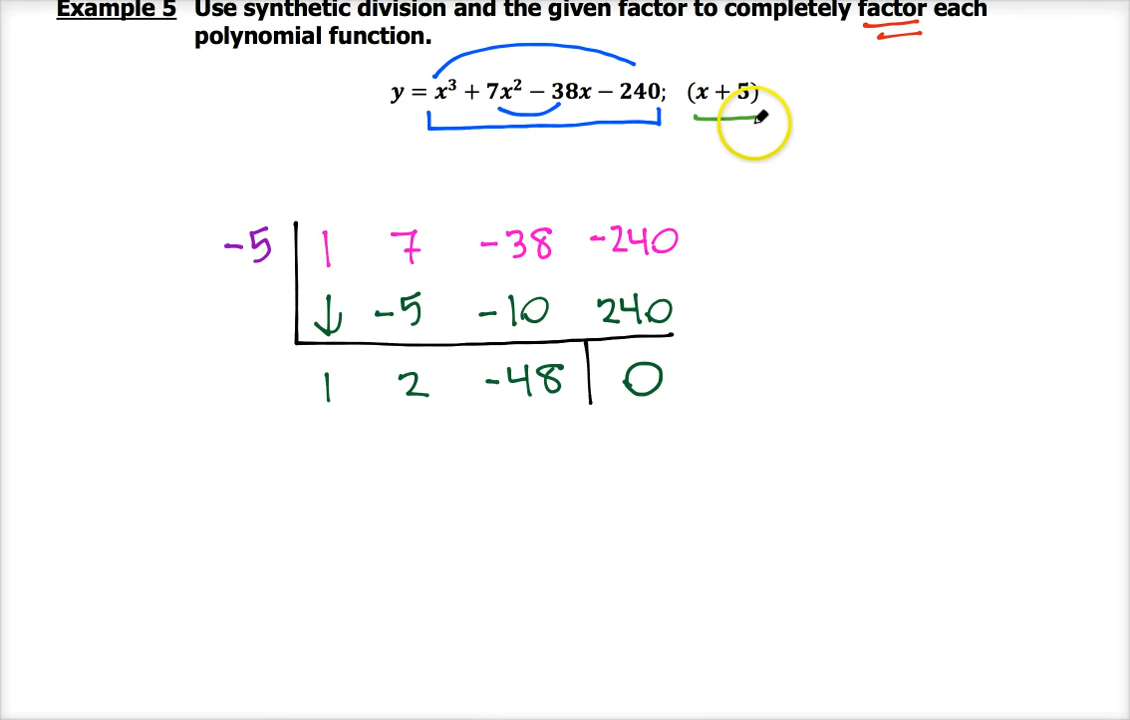 Example 5 Use synthetic division and the given factor to completely factor each
polynomial function.
y = x³ + 7x² − 38x − 240; (x + 5)
-5 1 7 -38 -240
↓ -5 -10 240
1 2 -48 0